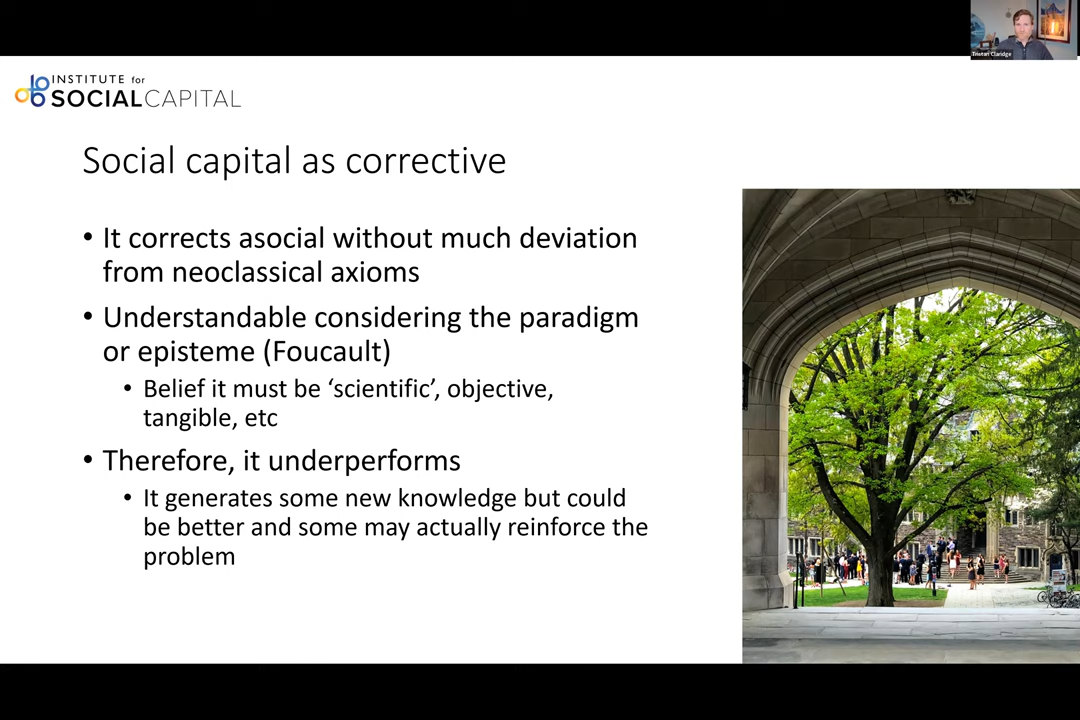 Tristan Claridge
INSTITUTE for
SOCIALCAPITAL
Social capital as corrective
• It corrects asocial without much deviation
from neoclassical axioms
• Understandable considering the paradigm
or episteme (Foucault)
• Belief it must be ‘scientific’, objective,
tangible, etc
• Therefore, it underperforms
• It generates some new knowledge but could
be better and some may actually reinforce the
problem